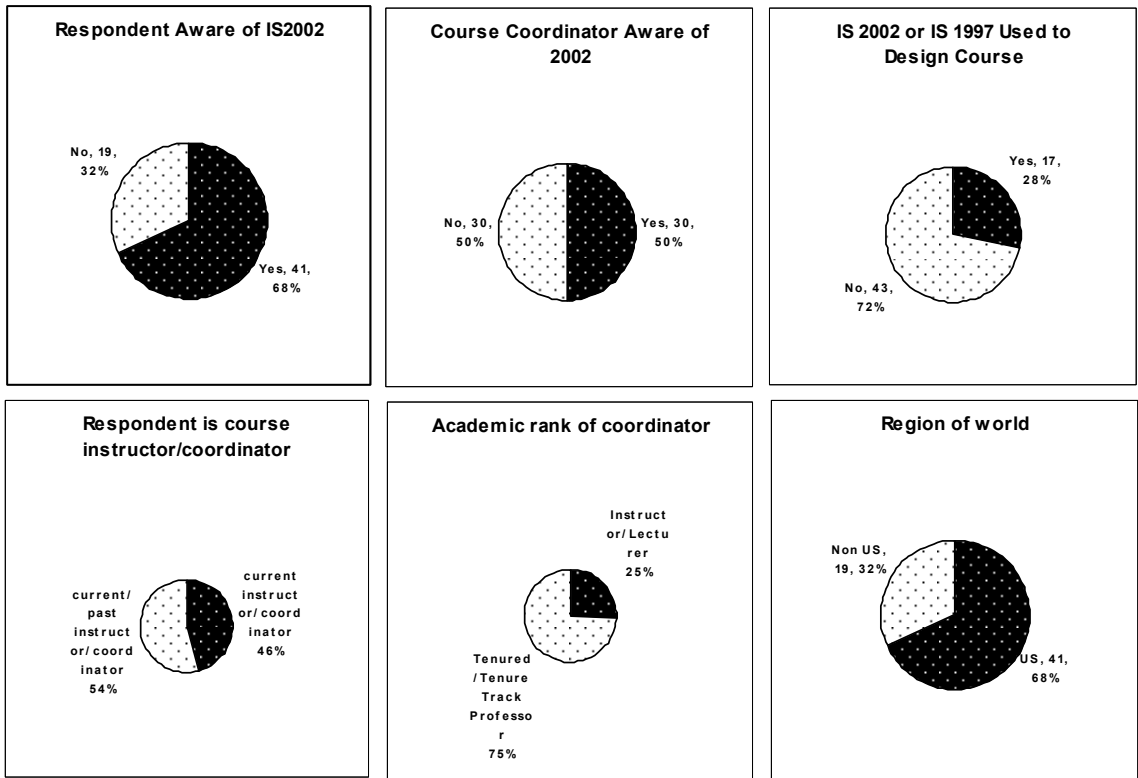 Respondent Aware of IS2002
No, 19,
32%
Yes, 41,
68%
Course Coordinator Aware of
2002
No, 30,
50%
Yes, 30,
50%
IS 2002 or IS 1997 Used to
Design Course
Yes, 17,
28%
No, 43,
72%
Respondent is course
instructor/coordinator
current/
past
instruct
or/coord
inator
54%
current
instruct
or/coord
inator
46%
Academic rank of coordinator
Instruct
or/Lectu
rer
25%
Tenured
/Tenure
Track
Professo
r
75%
Region of world
Non US,
19, 32%
US, 41,
68%